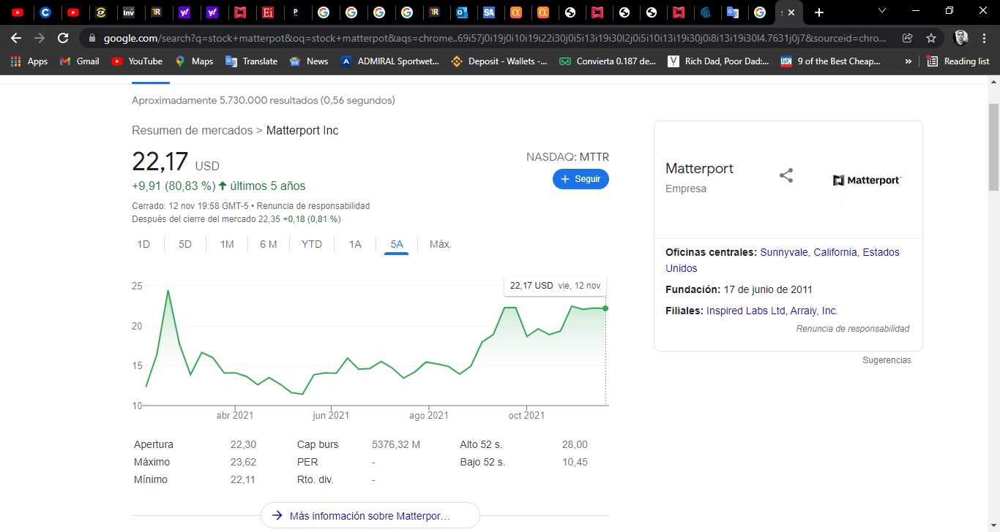 google.com/search?q=stock+matterpot&oq=stock+matterpot&aqs=chrome..69i57j0i19j0i10i19i22i30j0i5i13i19i30l2j0i5i10i13i19i30j0i8i13i19i30l4.7631j0j7&sourceid=chro...
Apps Gmail YouTube Maps Translate News ADMIRAL Sportwet... Deposit - Wallets -... Convierta 0.187 de... Rich Dad, Poor Dad:... 9 of the Best Cheap... » Reading list
Aproximadamente 5.730.000 resultados (0,56 segundos)
Resumen de mercados > Matterport Inc
22,17 USD
NASDAQ: MTTR
+ Seguir
+9,91 (80,83 %) ↑ últimos 5 años
Cerrado: 12 nov 19:58 GMT-5 • Renuncia de responsabilidad
Después del cierre del mercado 22,35 +0,18 (0,81 %)
1D 5D 1M 6 M YTD 1A 5A Máx.
22,17 USD vie, 12 nov
25
20
15
10
abr 2021 jun 2021 ago 2021 oct 2021
Apertura 22,30 Cap burs 5376,32 M Alto 52 s. 28,00
Máximo 23,62 PER - Bajo 52 s. 10,45
Mínimo 22,11 Rto. div. -
→ Más información sobre Matterpor…
Matterport
Empresa
Matterport
Oficinas centrales: Sunnyvale, California, Estados
Unidos
Fundación: 17 de junio de 2011
Filiales: Inspired Labs Ltd, Arraiy, Inc.
Renuncia de responsabilidad
Sugerencias